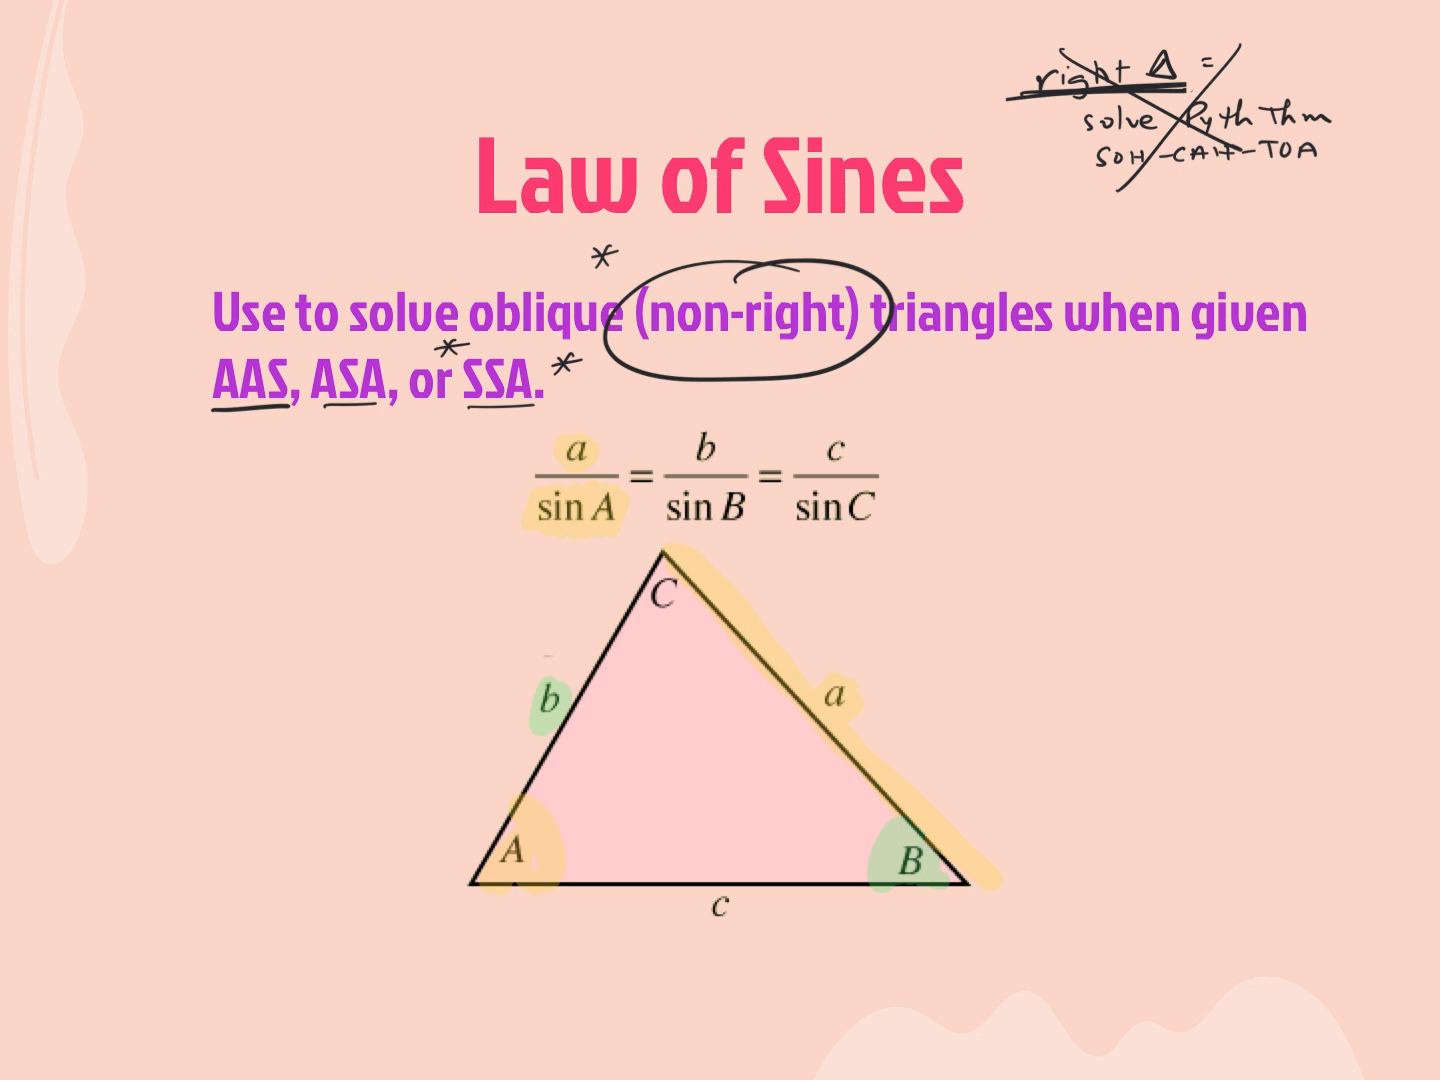 right Δ =
solve Pyth Thm
SOH-CAH-TOA
Law of Sines
*
Use to solve oblique (non-right) triangles when given
* *
AAS, ASA, or SSA.
a/sin A = b/sin B = c/sin C
C
b
a
A
B
c